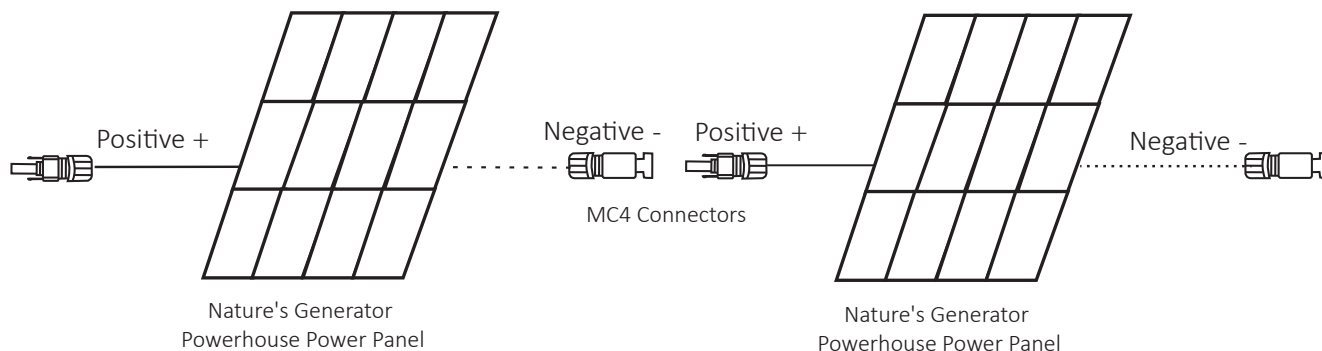 Positive +
Negative -
Positive +
Negative -
MC4 Connectors
Nature's Generator
Powerhouse Power Panel
Nature's Generator
Powerhouse Power Panel